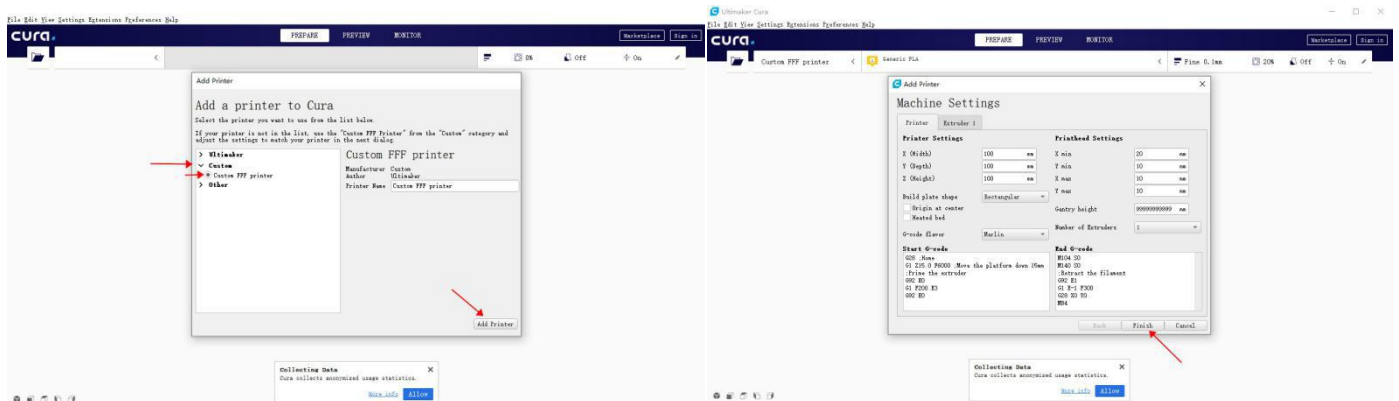 File Edit View Settings Extensions Preferences Help
cura.
PREPARE PREVIEW MONITOR
Marketplace Sign in
0% Off On
Add Printer
Add a printer to Cura
Select the printer you want to use from the list below.
If your printer is not in the list, use the "Custom FFF Printer" from the "Custom" category and
adjust the settings to match your printer in the next dialog.
Ultimaker
Custom
Custom FFF printer
Other
Custom FFF printer
Manufacturer Custom
Author Ultimaker
Printer Name Custom FFF printer
Add Printer
Collecting Data
Cura collects anonymized usage statistics.
More info Allow
Ultimaker Cura
File Edit View Settings Extensions Preferences Help
cura.
PREPARE PREVIEW MONITOR
Marketplace Sign in
Custom FFF printer Generic PLA Fine 0.1mm 20% Off On
Add Printer
Machine Settings
Printer Extruder 1
Printer Settings
X (Width) 100 mm
Y (Depth) 100 mm
Z (Height) 100 mm
Build plate shape Rectangular
Origin at center
Heated bed
G-code flavor Marlin
Printhead Settings
X min 20 mm
Y min 10 mm
X max 10 mm
Y max 10 mm
Gantry height 99999999999 mm
Number of Extruders 1
Start G-code
G28 ;Home
G1 Z15.0 F6000 ;Move the platform down 15mm
;Prime the extruder
G92 E0
G1 F200 E3
G92 E0
End G-code
M104 S0
M140 S0
;Retract the filament
G92 E1
G1 E-1 F300
G28 X0 Y0
M84
Back Finish Cancel
Collecting Data
Cura collects anonymized usage statistics.
More info Allow